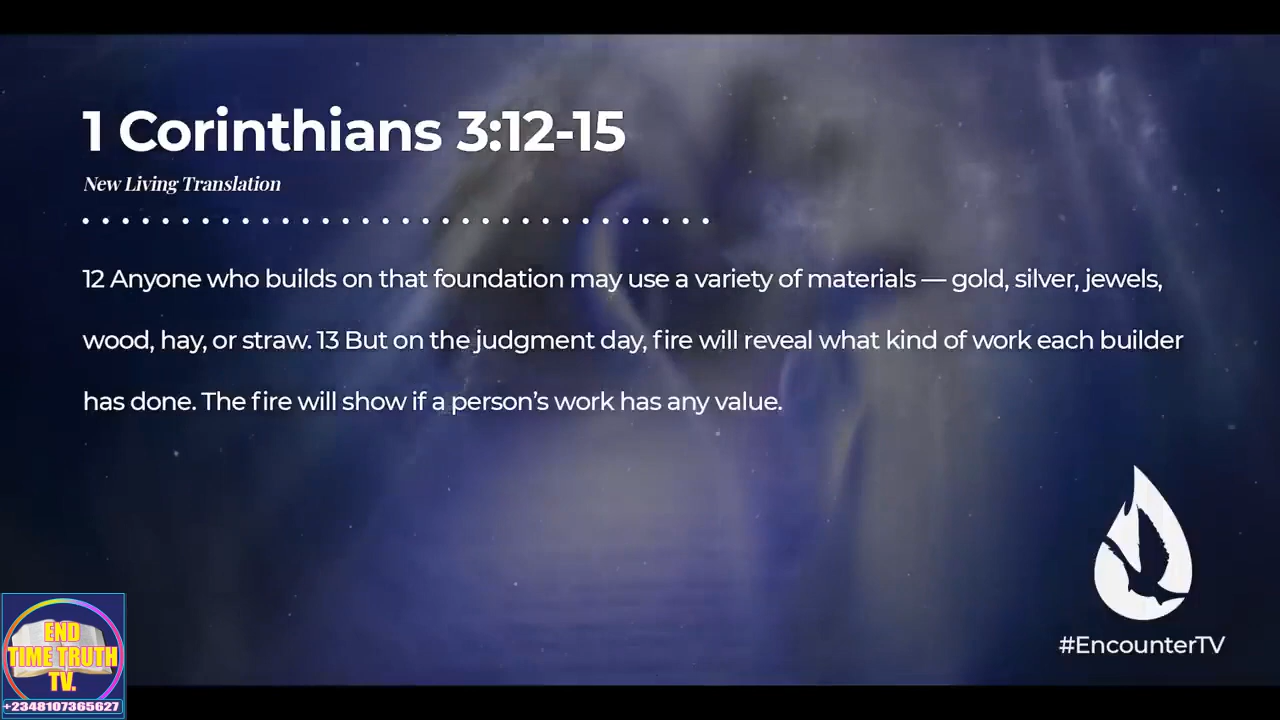 1 Corinthians 3:12-15
New Living Translation
12 Anyone who builds on that foundation may use a variety of materials — gold, silver, jewels,
wood, hay, or straw. 13 But on the judgment day, fire will reveal what kind of work each builder
has done. The fire will show if a person’s work has any value.
#EncounterTV
END
TIME TRUTH
TV.
+2348107365627